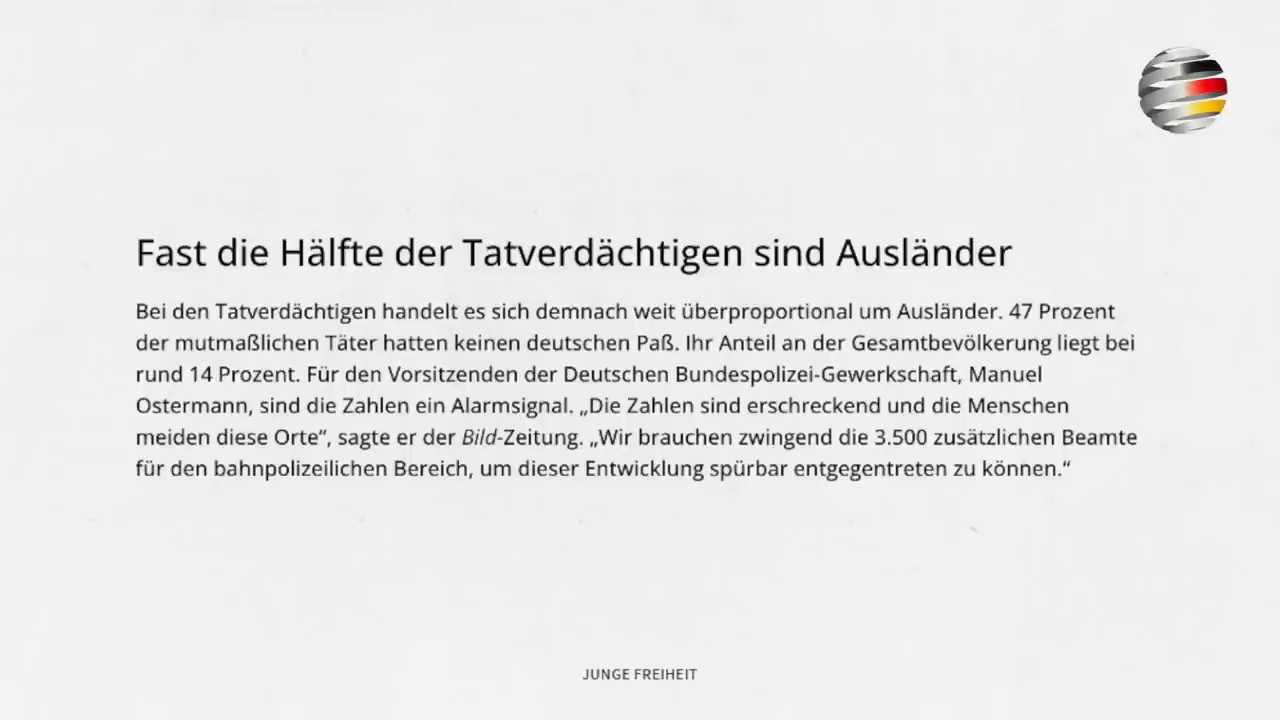 Fast die Hälfte der Tatverdächtigen sind Ausländer
Bei den Tatverdächtigen handelt es sich demnach weit überproportional um Ausländer. 47 Prozent
der mutmaßlichen Täter hatten keinen deutschen Paß. Ihr Anteil an der Gesamtbevölkerung liegt bei
rund 14 Prozent. Für den Vorsitzenden der Deutschen Bundespolizei-Gewerkschaft, Manuel
Ostermann, sind die Zahlen ein Alarmsignal. „Die Zahlen sind erschreckend und die Menschen
meiden diese Orte“, sagte er der Bild-Zeitung. „Wir brauchen zwingend die 3.500 zusätzlichen Beamte
für den bahnpolizeilichen Bereich, um dieser Entwicklung spürbar entgegentreten zu können.“
JUNGE FREIHEIT